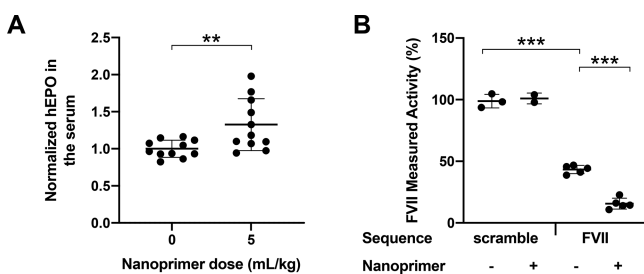 A
Normalized hEPO in
the serum
2.5
2.0
1.5
1.0
0.5
0.0
**
0
5
Nanoprimer dose (mL/kg)
B
FVII Measured Activity (%)
150
100
50
0
***
***
Sequence scramble FVII
Nanoprimer - + - +